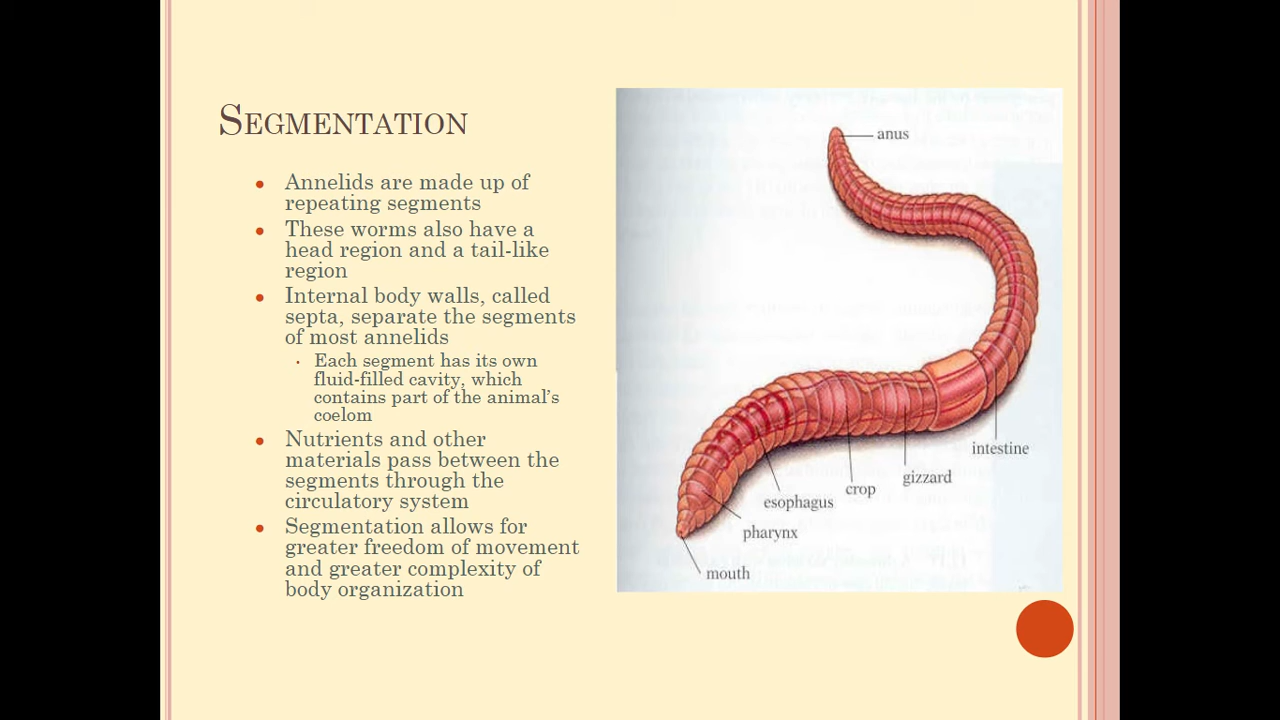 SEGMENTATION
• Annelids are made up of
repeating segments
• These worms also have a
head region and a tail-like
region
• Internal body walls, called
septa, separate the segments
of most annelids
• Each segment has its own
fluid-filled cavity, which
contains part of the animal's
coelom
• Nutrients and other
materials pass between the
segments through the
circulatory system
• Segmentation allows for
greater freedom of movement
and greater complexity of
body organization
anus
intestine
gizzard
crop
esophagus
pharynx
mouth